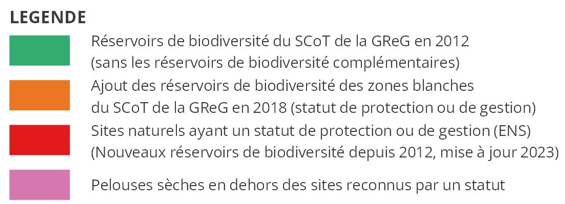 LEGENDE
Réservoirs de biodiversité du SCoT de la GReG en 2012
(sans les réservoirs de biodiversité complémentaires)
Ajout des réservoirs de biodiversité des zones blanches
du SCoT de la GReG en 2018 (statut de protection ou de gestion)
Sites naturels ayant un statut de protection ou de gestion (ENS)
(Nouveaux réservoirs de biodiversité depuis 2012, mise à jour 2023)
Pelouses sèches en dehors des sites reconnus par un statut